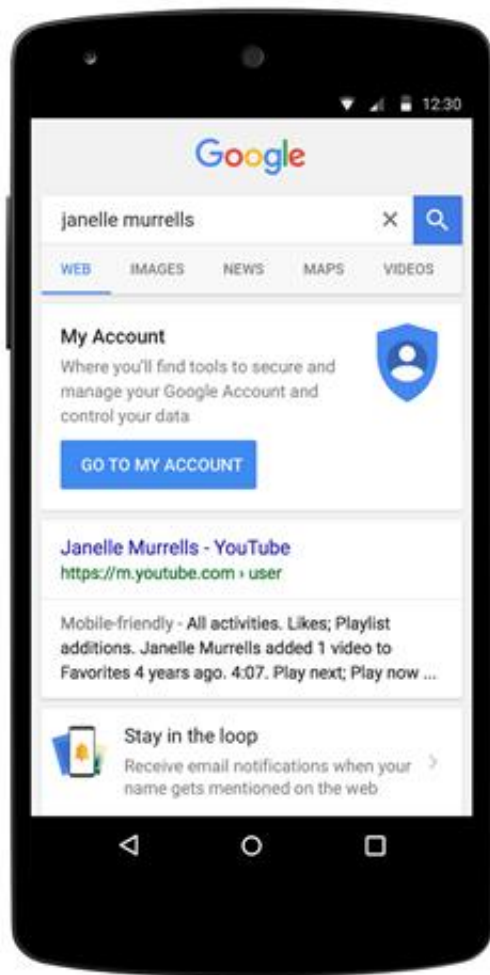 12:30
Google
janelle murrells
WEB IMAGES NEWS MAPS VIDEOS
My Account
Where you'll find tools to secure and
manage your Google Account and
control your data
GO TO MY ACCOUNT
Janelle Murrells - YouTube
https://m.youtube.com › user
Mobile-friendly - All activities. Likes; Playlist
additions. Janelle Murrells added 1 video to
Favorites 4 years ago. 4:07. Play next; Play now ...
Stay in the loop
Receive email notifications when your
name gets mentioned on the web